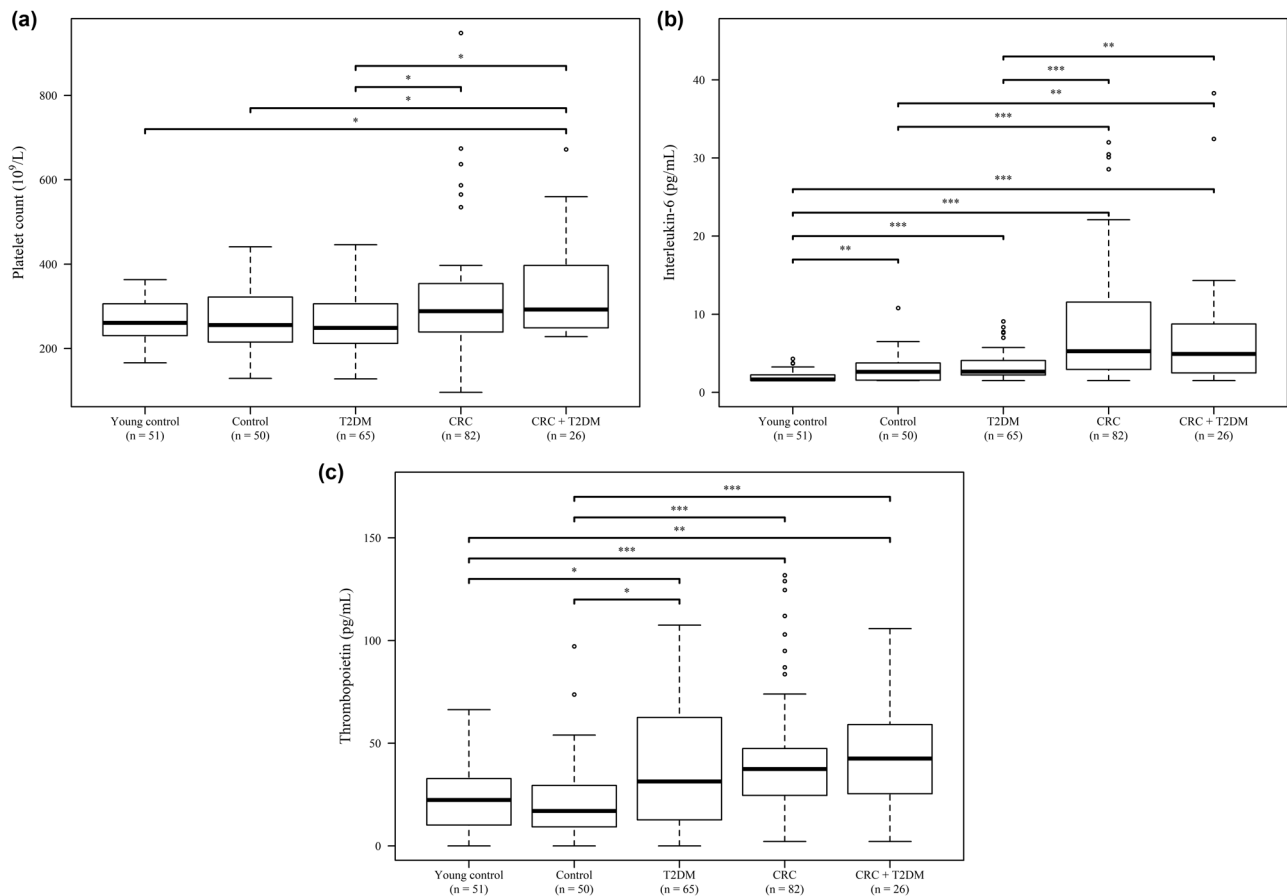 (a)
Platelet count (10⁹/L)
800
600
400
200
*
*
*
*
Young control
(n = 51)
Control
(n = 50)
T2DM
(n = 65)
CRC
(n = 82)
CRC + T2DM
(n = 26)
(b)
Interleukin-6 (pg/mL)
40
30
20
10
0
**
***
**
***
***
***
***
**
Young control
(n = 51)
Control
(n = 50)
T2DM
(n = 65)
CRC
(n = 82)
CRC + T2DM
(n = 26)
(c)
Thrombopoietin (pg/mL)
150
100
50
0
***
***
**
***
*
*
Young control
(n = 51)
Control
(n = 50)
T2DM
(n = 65)
CRC
(n = 82)
CRC + T2DM
(n = 26)